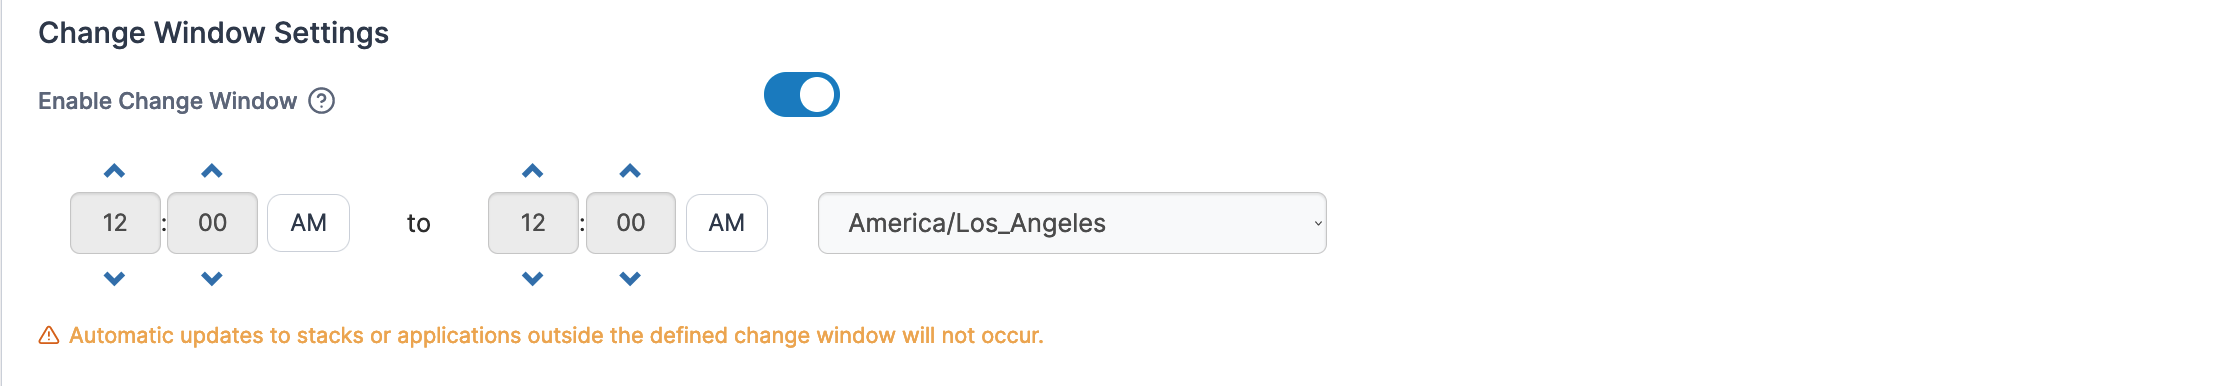 Change Window Settings
Enable Change Window ?
12 : 00 AM to 12 : 00 AM America/Los_Angeles
Automatic updates to stacks or applications outside the defined change window will not occur.